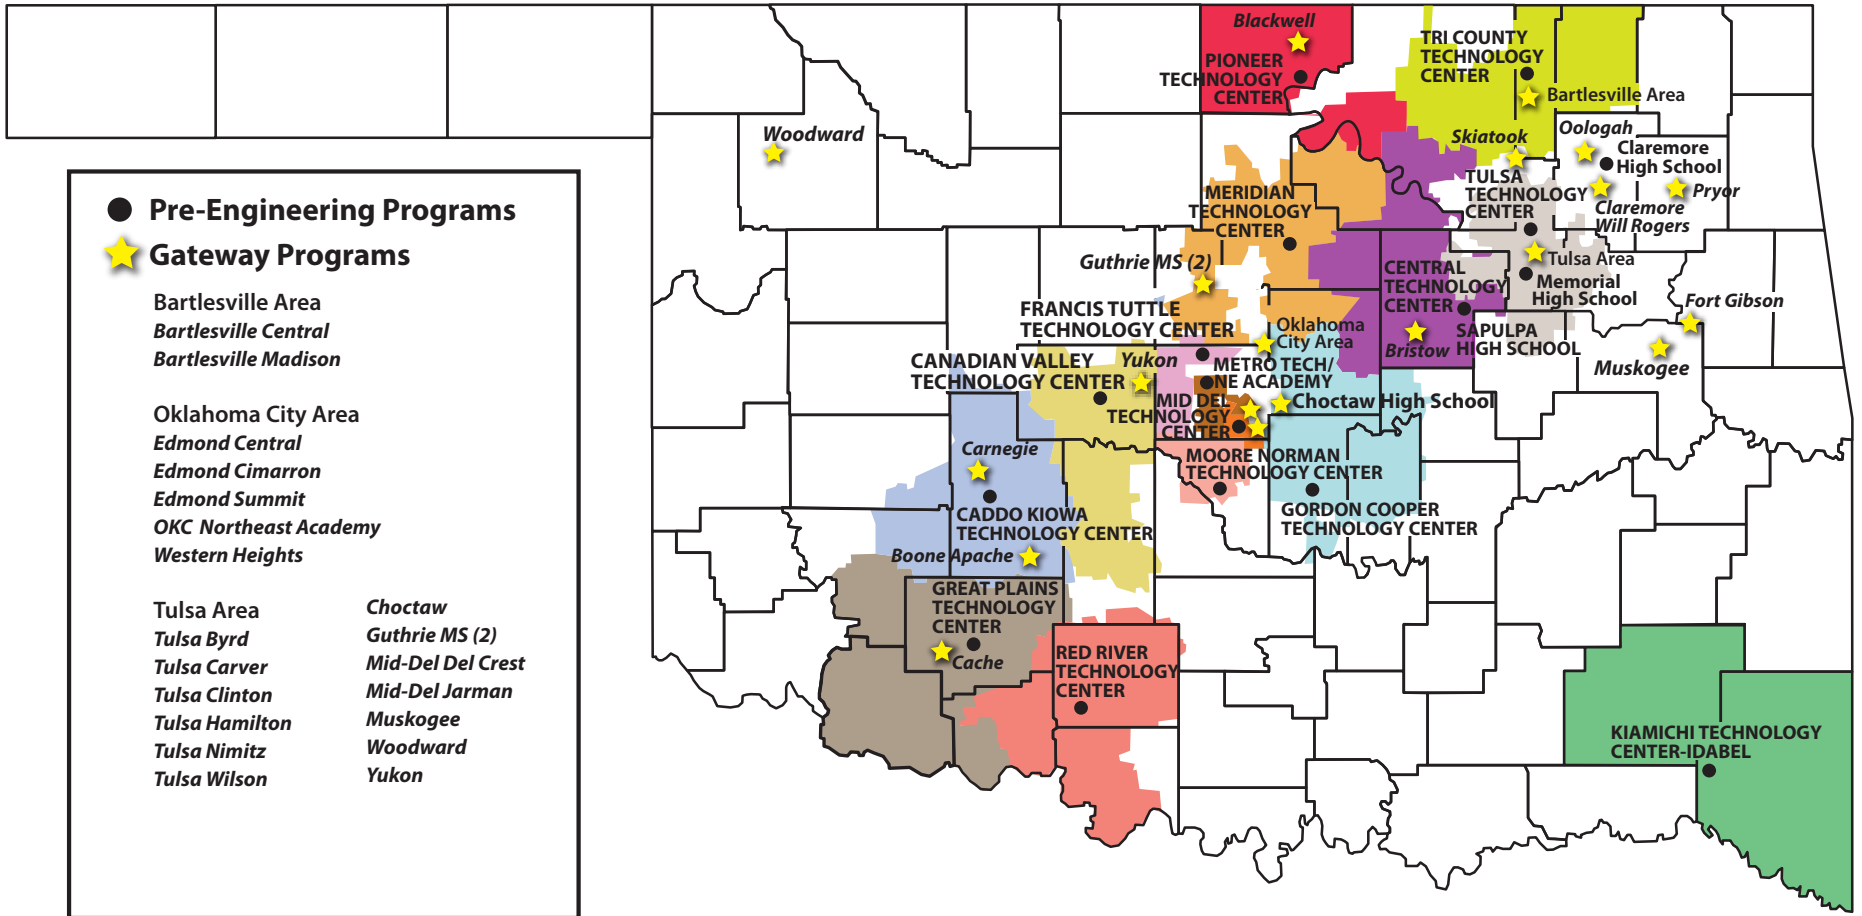 Pre-Engineering Programs
Gateway Programs
Bartlesville Area
Bartlesville Central
Bartlesville Madison
Oklahoma City Area
Edmond Central
Edmond Cimarron
Edmond Summit
OKC Northeast Academy
Western Heights
Tulsa Area
Tulsa Byrd
Tulsa Carver
Tulsa Clinton
Tulsa Hamilton
Tulsa Nimitz
Tulsa Wilson
Choctaw
Guthrie MS (2)
Mid-Del Del Crest
Mid-Del Jarman
Muskogee
Woodward
Yukon
Woodward
Blackwell
PIONEER
TECHNOLOGY
CENTER
TRI COUNTY
TECHNOLOGY
CENTER
Bartlesville Area
Skiatook
Oologah
Claremore
High School
Pryor
Claremore
Will Rogers
TULSA
TECHNOLOGY
CENTER
Tulsa Area
Memorial
High School
MERIDIAN
TECHNOLOGY
CENTER
Guthrie MS (2)
CENTRAL
TECHNOLOGY
CENTER
Bristow
SAPULPA
HIGH SCHOOL
Fort Gibson
Muskogee
FRANCIS TUTTLE
TECHNOLOGY CENTER
Oklahoma
City Area
CANADIAN VALLEY
TECHNOLOGY CENTER
Yukon
METRO TECH/
NE ACADEMY
MID DEL
TECHNOLOGY
CENTER
Choctaw High School
MOORE NORMAN
TECHNOLOGY CENTER
GORDON COOPER
TECHNOLOGY CENTER
Carnegie
CADDO KIOWA
TECHNOLOGY CENTER
Boone Apache
GREAT PLAINS
TECHNOLOGY
CENTER
Cache
RED RIVER
TECHNOLOGY
CENTER
KIAMICHI TECHNOLOGY
CENTER-IDABEL